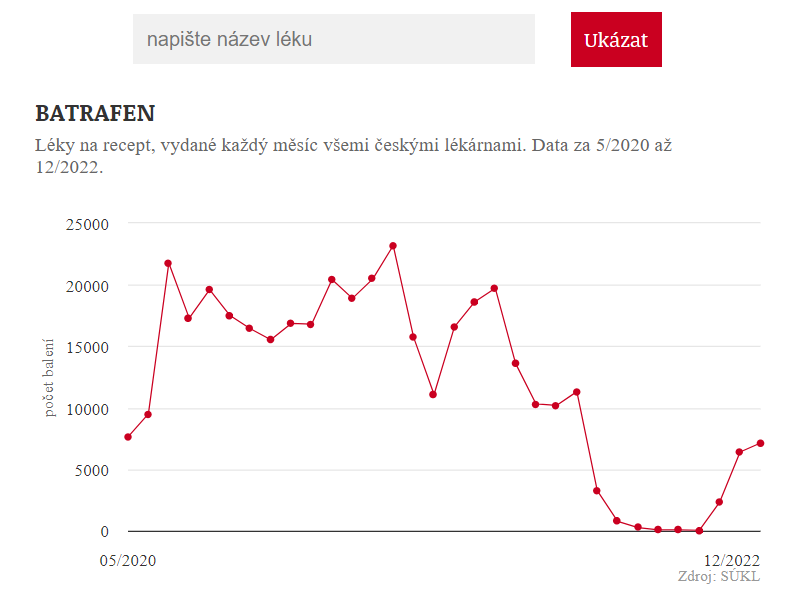 napište název léku
Ukázat
BATRAFEN
Léky na recept, vydané každý měsíc všemi českými lékárnami. Data za 5/2020 až
12/2022.
počet balení
25000
20000
15000
10000
5000
0
05/2020
12/2022
Zdroj: SÚKL